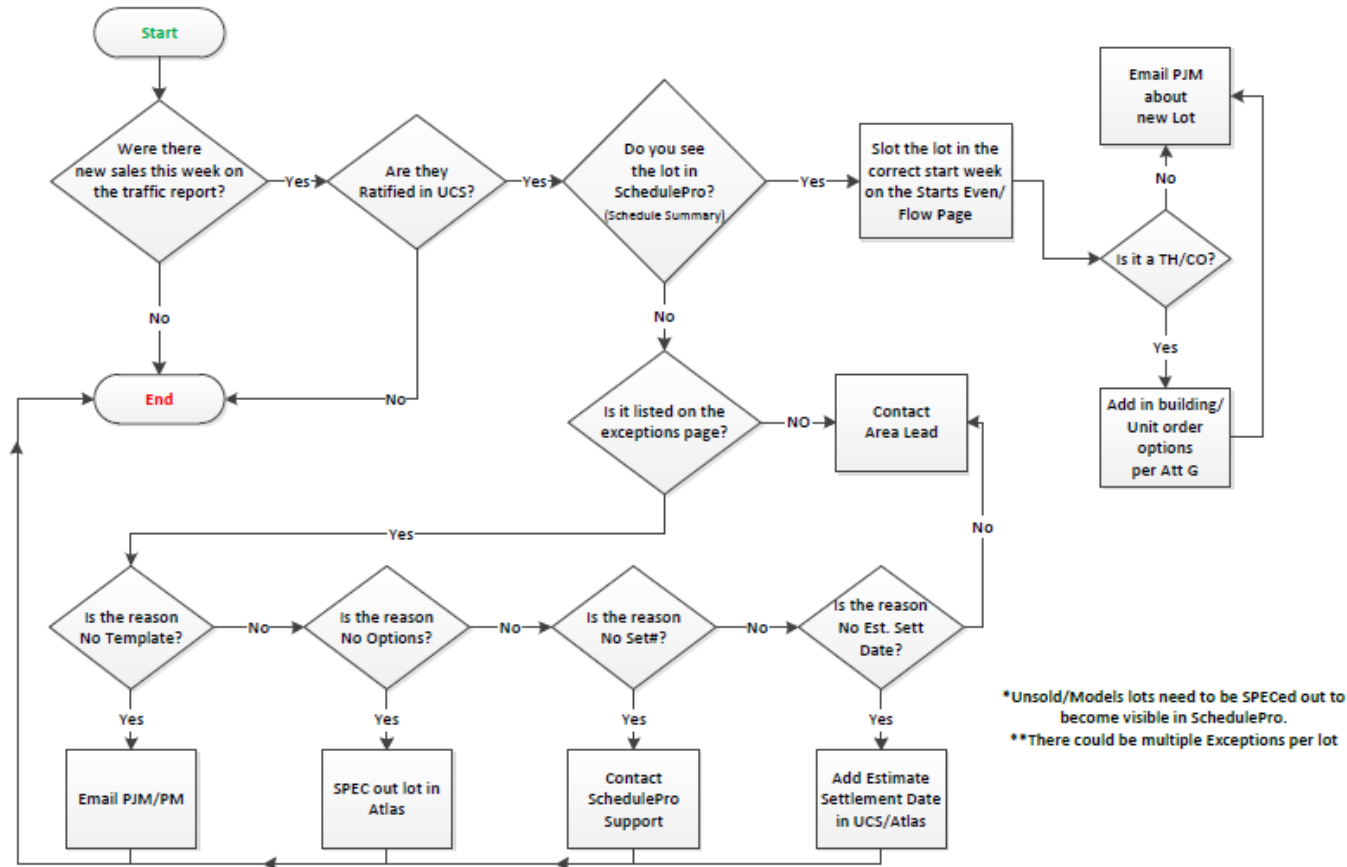 Start
Were there
new sales this week on
the traffic report?
Yes
Are they
Ratified in UCS?
Yes
Do you see
the lot in
SchedulePro?
(Schedule Summary)
Yes
Slot the lot in the
correct start week
on the Starts Even/
Flow Page
Email PJM
about
new Lot
No
Is it a TH/CO?
Yes
Add in building/
Unit order
options
per Att G
No
End
No
No
Is it listed on the
exceptions page?
NO
Contact
Area Lead
No
Yes
Is the reason
No Template?
No
Is the reason
No Options?
No
Is the reason
No Set#?
No
Is the reason
No Est. Sett
Date?
Yes
Yes
Yes
Yes
Email PJM/PM
SPEC out lot in
Atlas
Contact
SchedulePro
Support
Add Estimate
Settlement Date
in UCS/Atlas
*Unsold/Models lots need to be SPECed out to
become visible in SchedulePro.
**There could be multiple Exceptions per lot